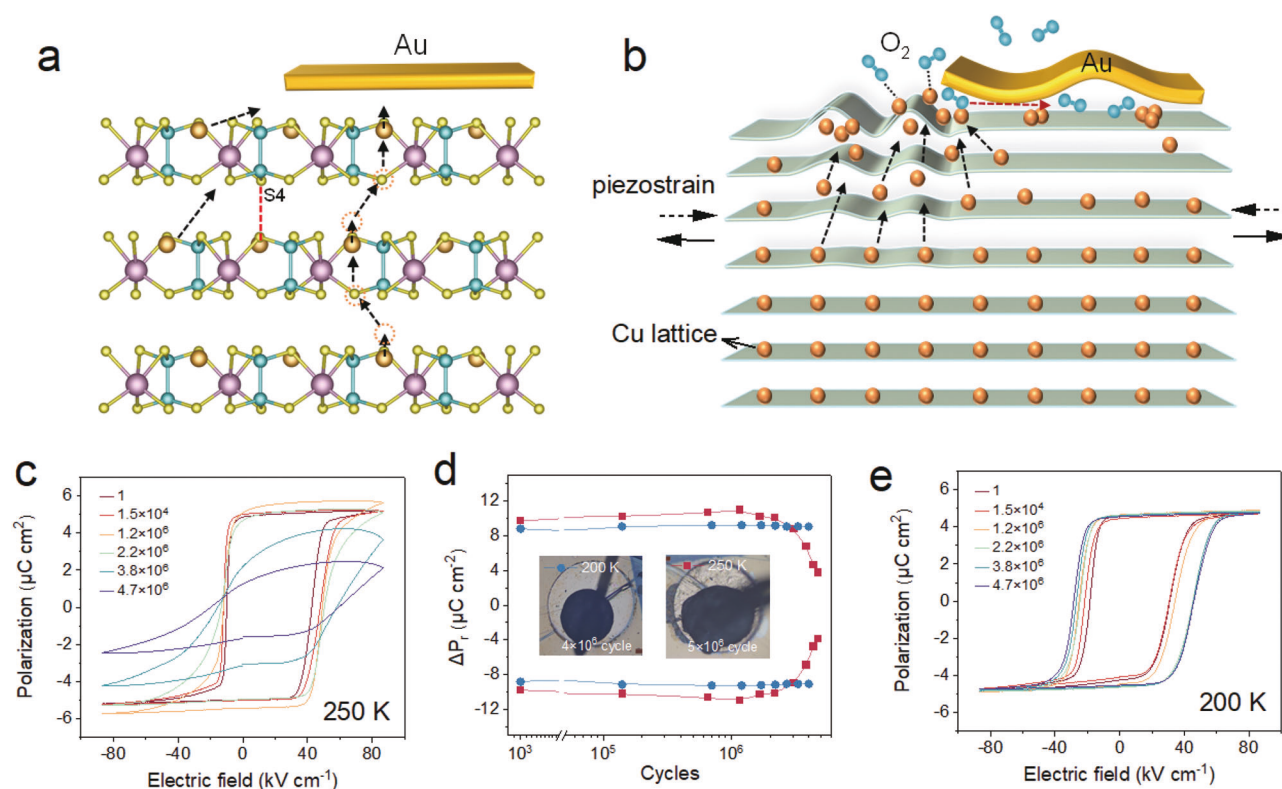 a
Au
S4
b
O2
Au
piezostrain
Cu lattice
c
Polarization (µC cm²)
6
4
2
0
-2
-4
-6
1
1.5×10⁴
1.2×10⁶
2.2×10⁶
3.8×10⁶
4.7×10⁶
250 K
-80 -40 0 40 80
Electric field (kV cm⁻¹)
d
ΔPr (µC cm⁻²)
12
8
4
0
-4
-8
-12
200 K
250 K
4×10⁶ cycle
5×10⁶ cycle
10³ 10⁵ 10⁶
Cycles
e
Polarization (µC cm²)
6
4
2
0
-2
-4
-6
1
1.5×10⁴
1.2×10⁶
2.2×10⁶
3.8×10⁶
4.7×10⁶
200 K
-80 -40 0 40 80
Electric field (kV cm⁻¹)